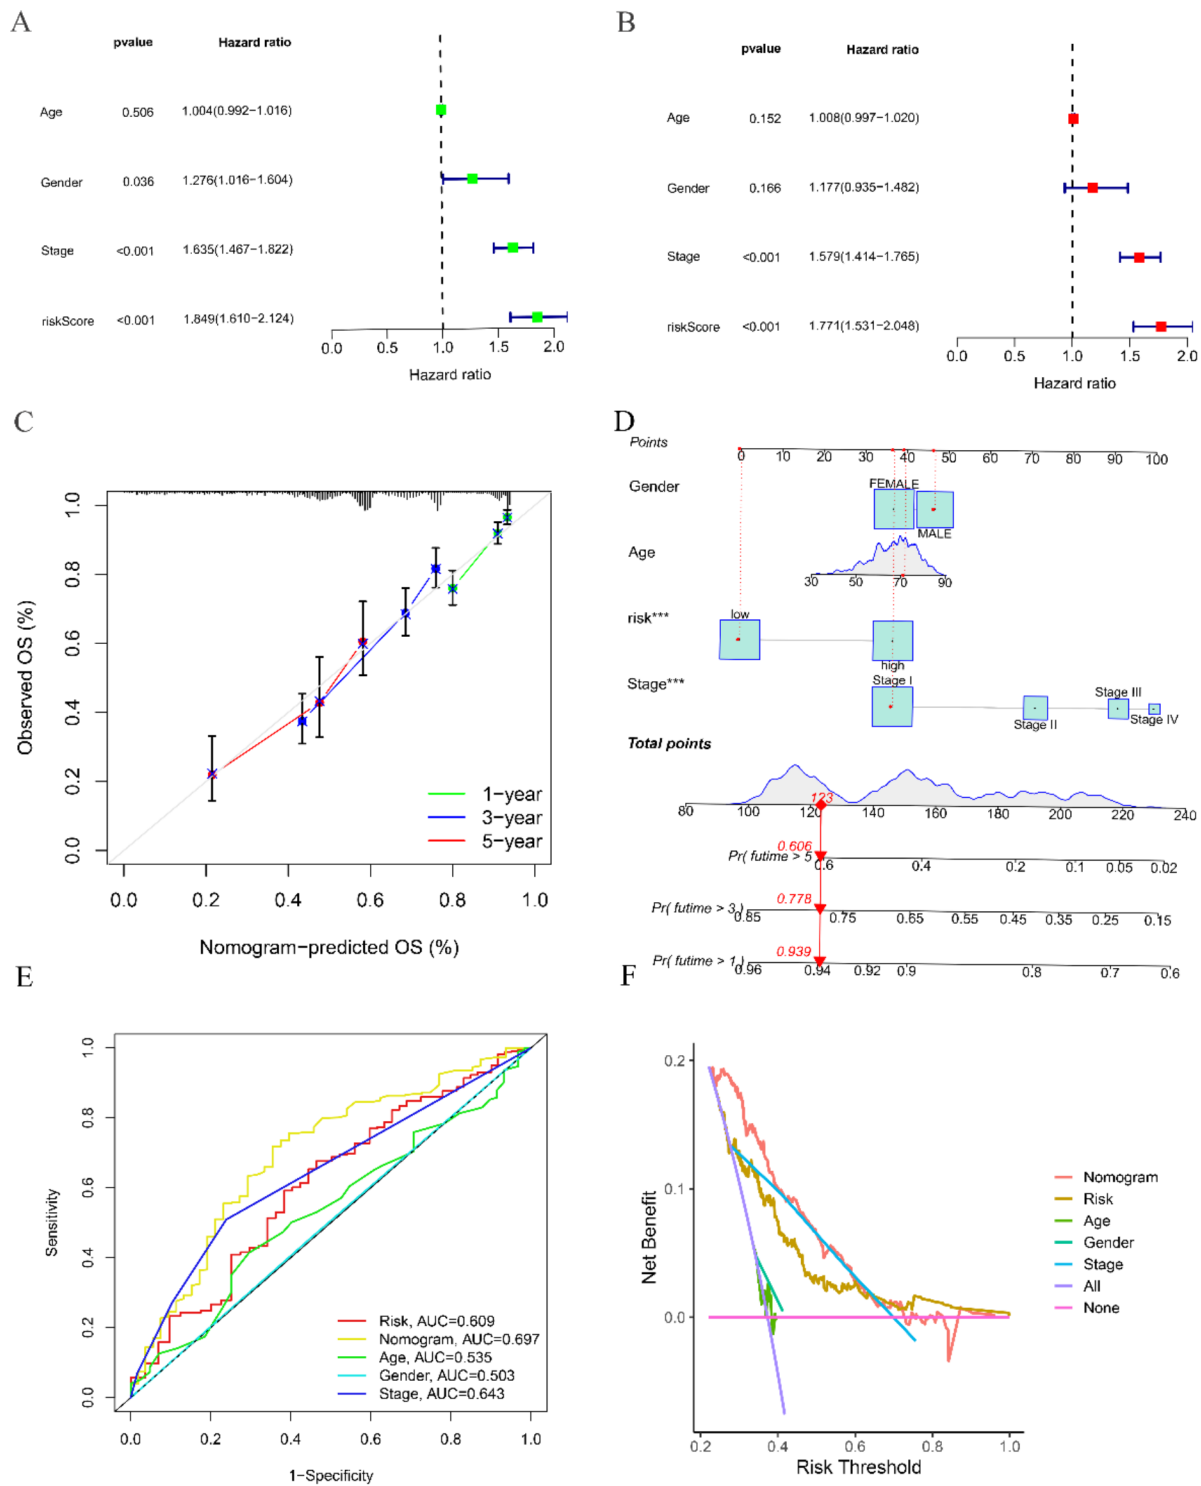 A
pvalue Hazard ratio
Age 0.506 1.004(0.992−1.016)
Gender 0.036 1.276(1.016−1.604)
Stage <0.001 1.635(1.467−1.822)
riskScore <0.001 1.849(1.610−2.124)
0.0 0.5 1.0 1.5 2.0
Hazard ratio
B
pvalue Hazard ratio
Age 0.152 1.008(0.997−1.020)
Gender 0.166 1.177(0.935−1.482)
Stage <0.001 1.579(1.414−1.765)
riskScore <0.001 1.771(1.531−2.048)
0.0 0.5 1.0 1.5 2.0
Hazard ratio
C
Observed OS (%)
1.0
0.8
0.6
0.4
0.2
0.0
1−year
3−year
5−year
0.0 0.2 0.4 0.6 0.8 1.0
Nomogram−predicted OS (%)
D
Points
0 10 20 30 40 50 60 70 80 90 100
Gender
FEMALE
MALE
Age
30 50 70 90
risk***
low
high
Stage***
Stage I
Stage II
Stage III
Stage IV
Total points
123
80 100 120 140 160 180 200 220 240
0.606
Pr( futime > 5
0.6 0.4 0.2 0.1 0.05 0.02
0.778
Pr( futime > 3 )
0.85 0.75 0.65 0.55 0.45 0.35 0.25 0.15
0.939
Pr( futime > 1 )
0.96 0.94 0.92 0.9 0.8 0.7 0.6
E
Sensitivity
1.0
0.8
0.6
0.4
0.2
0.0
Risk, AUC=0.609
Nomogram, AUC=0.697
Age, AUC=0.535
Gender, AUC=0.503
Stage, AUC=0.643
0.0 0.2 0.4 0.6 0.8 1.0
1−Specificity
F
Net Benefit
0.2
0.1
0.0
Nomogram
Risk
Age
Gender
Stage
All
None
0.2 0.4 0.6 0.8 1.0
Risk Threshold